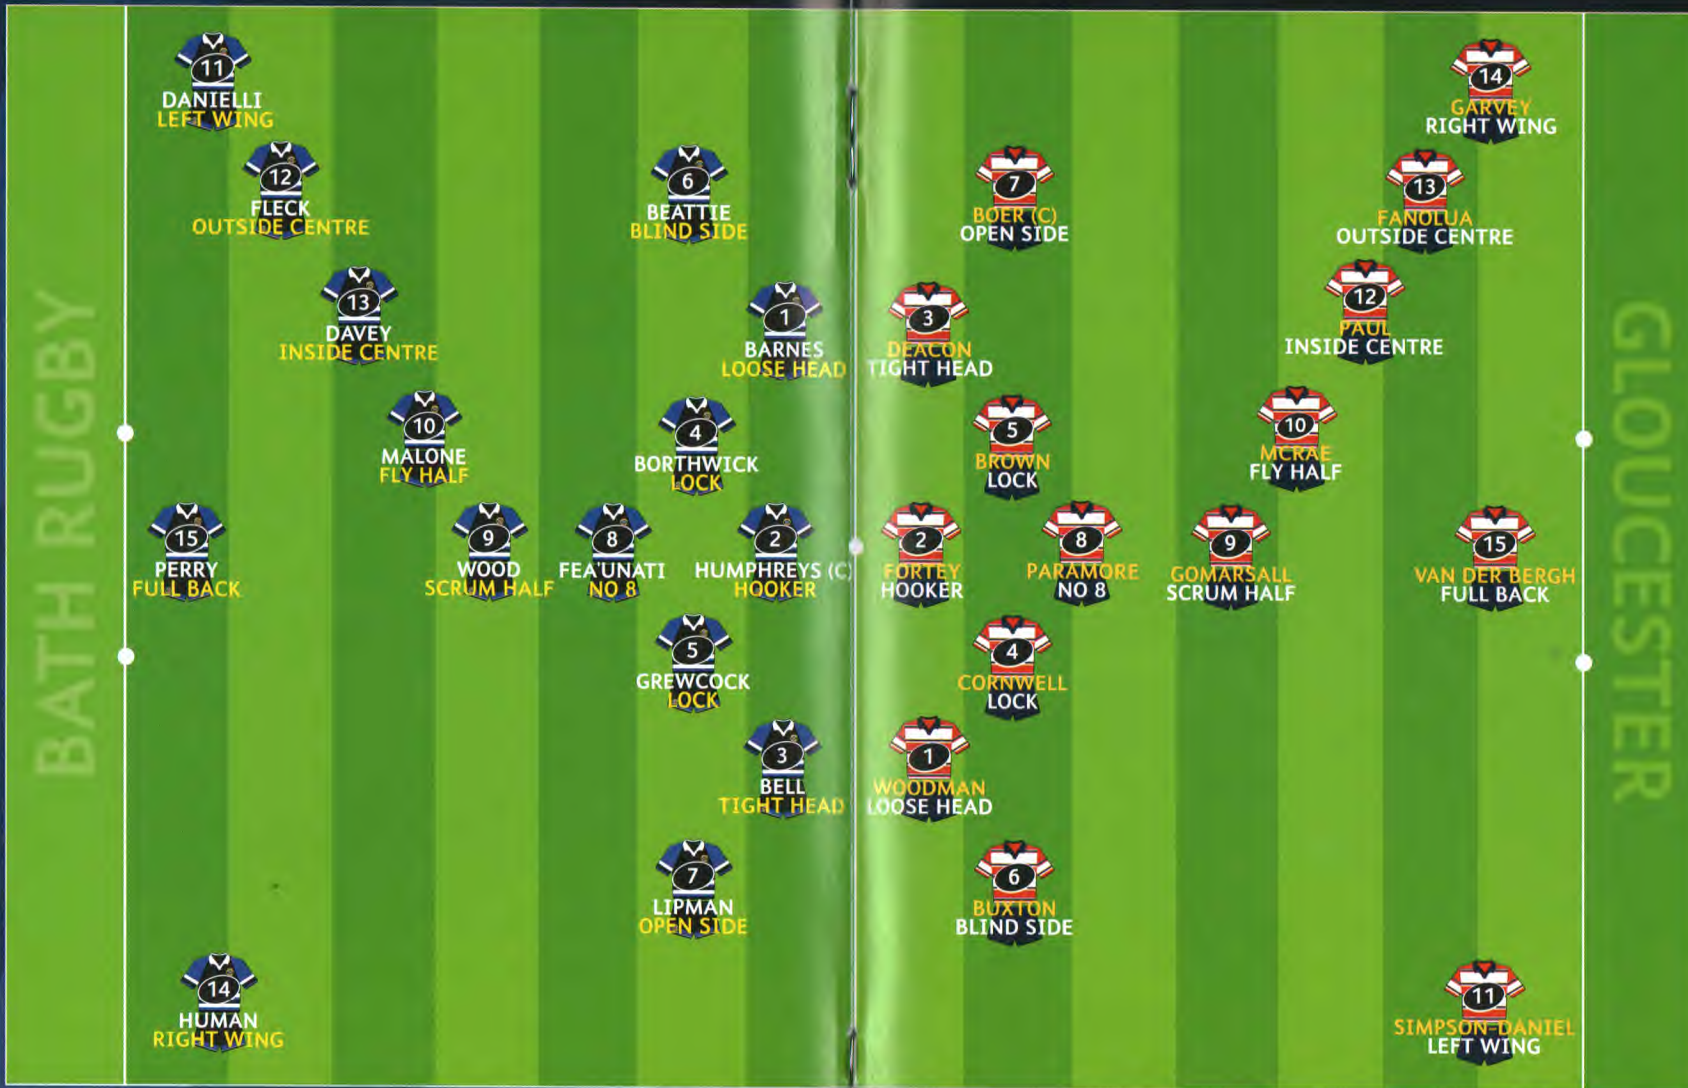 BATH RUGBY
11
DANIELLI
LEFT WING
12
FLECK
OUTSIDE CENTRE
13
DAVEY
INSIDE CENTRE
10
MALONE
FLY HALF
15
PERRY
FULL BACK
9
WOOD
SCRUM HALF
8
FEA'UNATI
NO 8
6
BEATTIE
BLIND SIDE
1
BARNES
LOOSE HEAD
4
BORTHWICK
LOCK
2
HUMPHREYS (C)
HOOKER
5
GREWCOCK
LOCK
3
BELL
TIGHT HEAD
7
LIPMAN
OPEN SIDE
14
HUMAN
RIGHT WING
14
GARVEY
RIGHT WING
13
FANOLUA
OUTSIDE CENTRE
12
PAUL
INSIDE CENTRE
10
MCRAE
FLY HALF
7
BOER (C)
OPEN SIDE
3
DEACON
TIGHT HEAD
5
BROWN
LOCK
2
FORTEY
HOOKER
8
PARAMORE
NO 8
9
GOMARSALL
SCRUM HALF
15
VAN DER BERGH
FULL BACK
4
CORNWELL
LOCK
1
WOODMAN
LOOSE HEAD
6
BUXTON
BLIND SIDE
11
SIMPSON-DANIEL
LEFT WING
GLOUCESTER